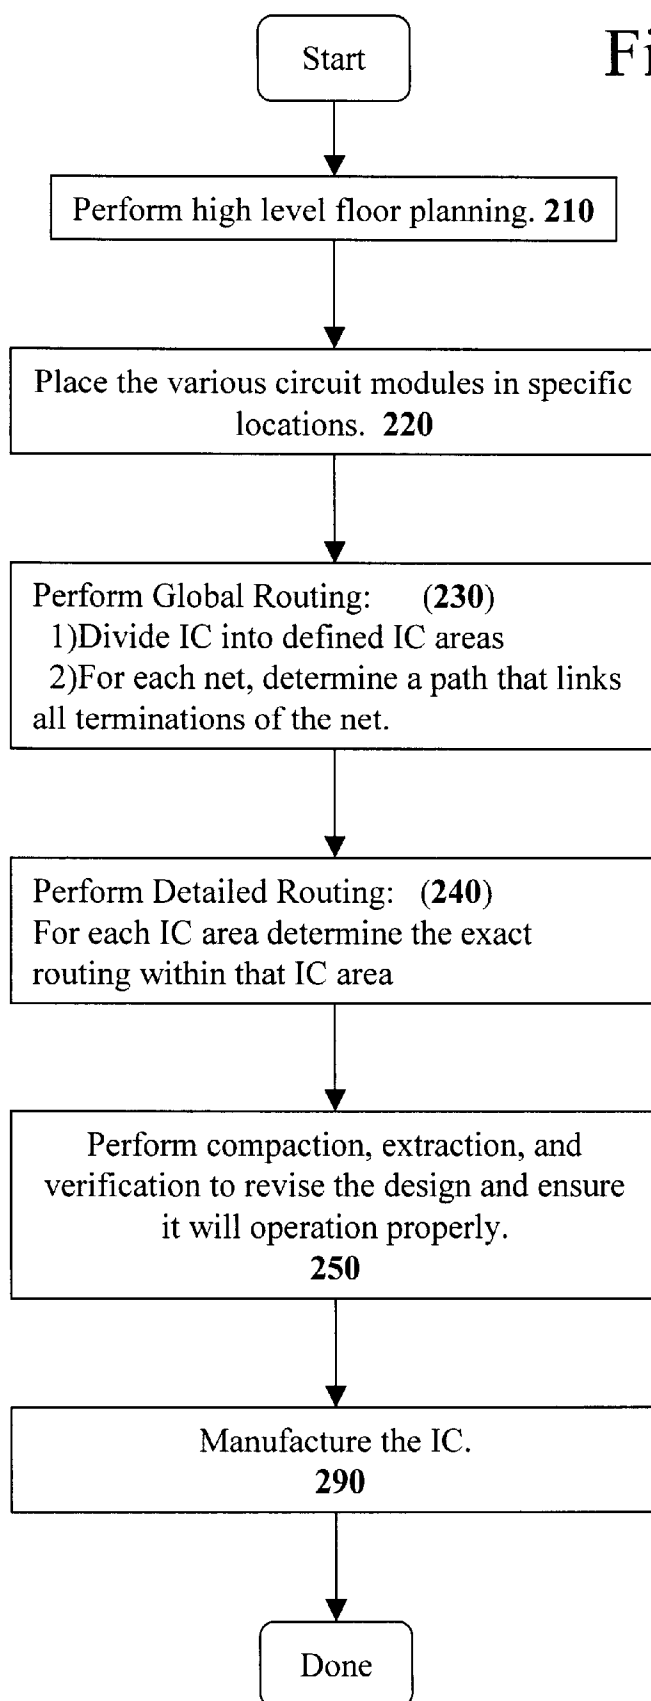 Start
Fi
Perform high level floor planning. 210
Place the various circuit modules in specific
locations. 220
Perform Global Routing: (230)
1)Divide IC into defined IC areas
2)For each net, determine a path that links
all terminations of the net.
Perform Detailed Routing: (240)
For each IC area determine the exact
routing within that IC area
Perform compaction, extraction, and
verification to revise the design and ensure
it will operation properly.
250
Manufacture the IC.
290
Done